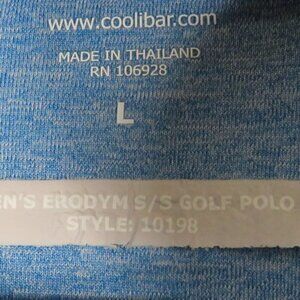 www.coolibar.com
MADE IN THAILAND
RN 106928
L
EN'S ERODYM S/S GOLF POLO
STYLE: 10198